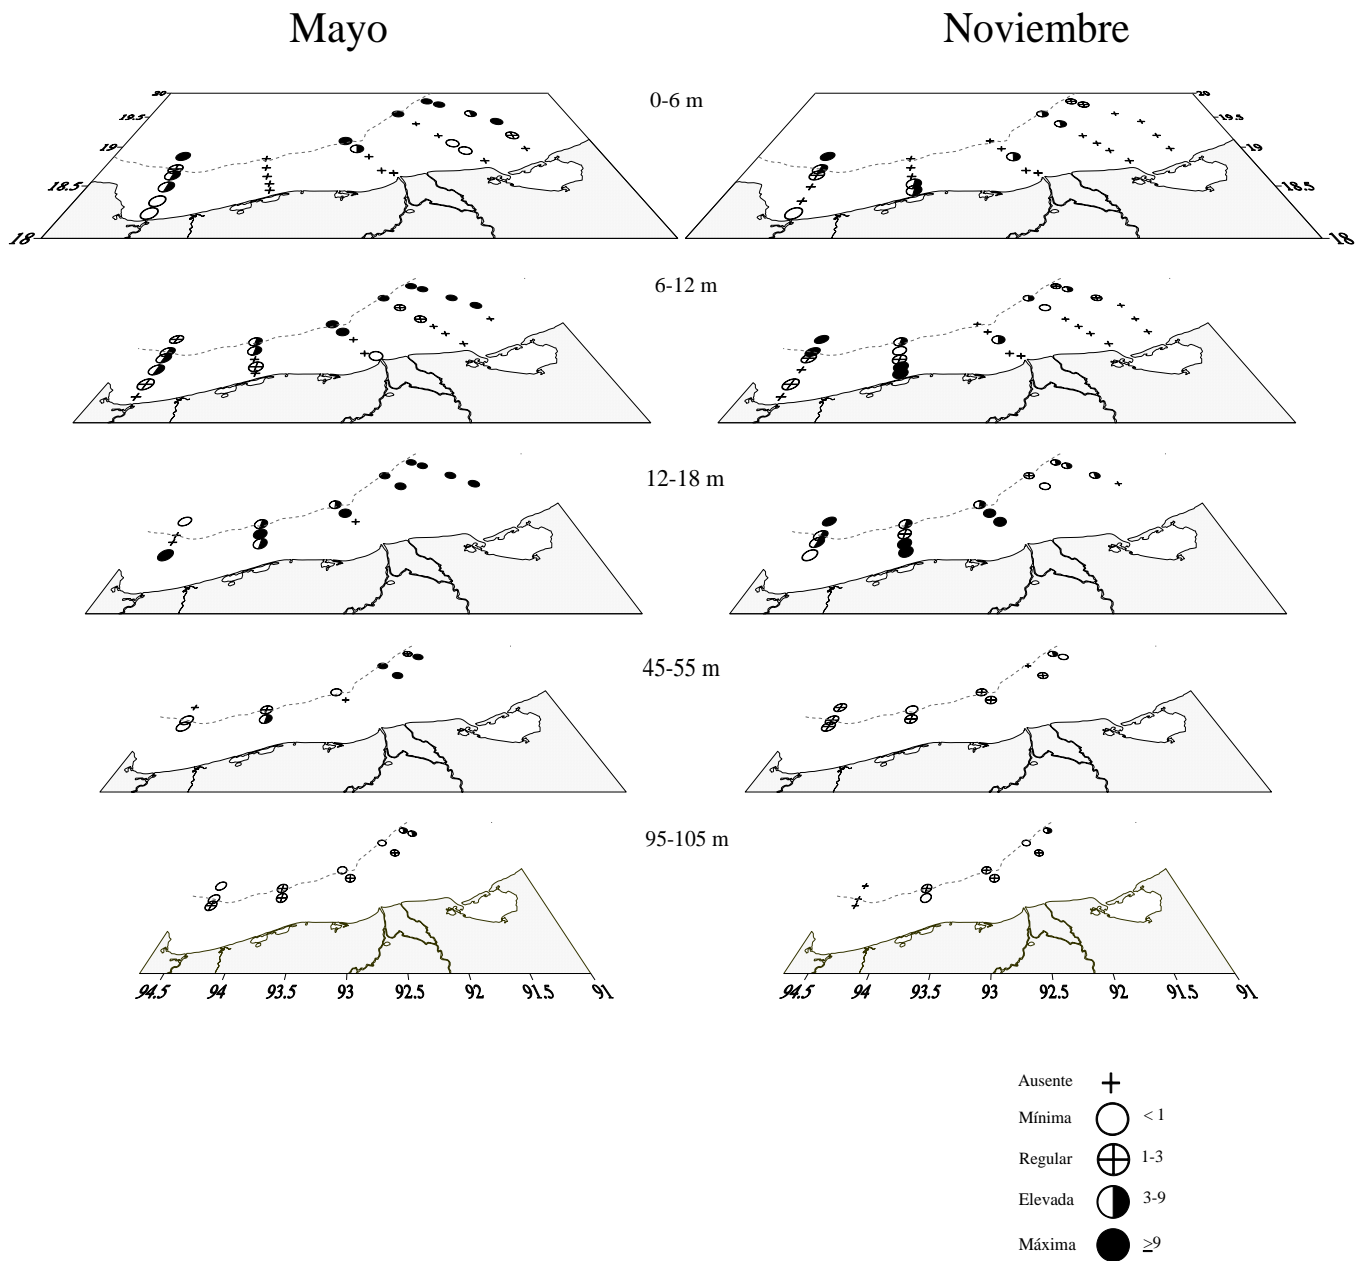 Mayo
Noviembre
0-6 m
20
19.5
19
18.5
18
20
19.5
19
18.5
18
6-12 m
12-18 m
45-55 m
95-105 m
94.5 94 93.5 93 92.5 92 91.5 91
94.5 94 93.5 93 92.5 92 91.5 91
Ausente
Mínima < 1
Regular 1-3
Elevada 3-9
Máxima ≥9